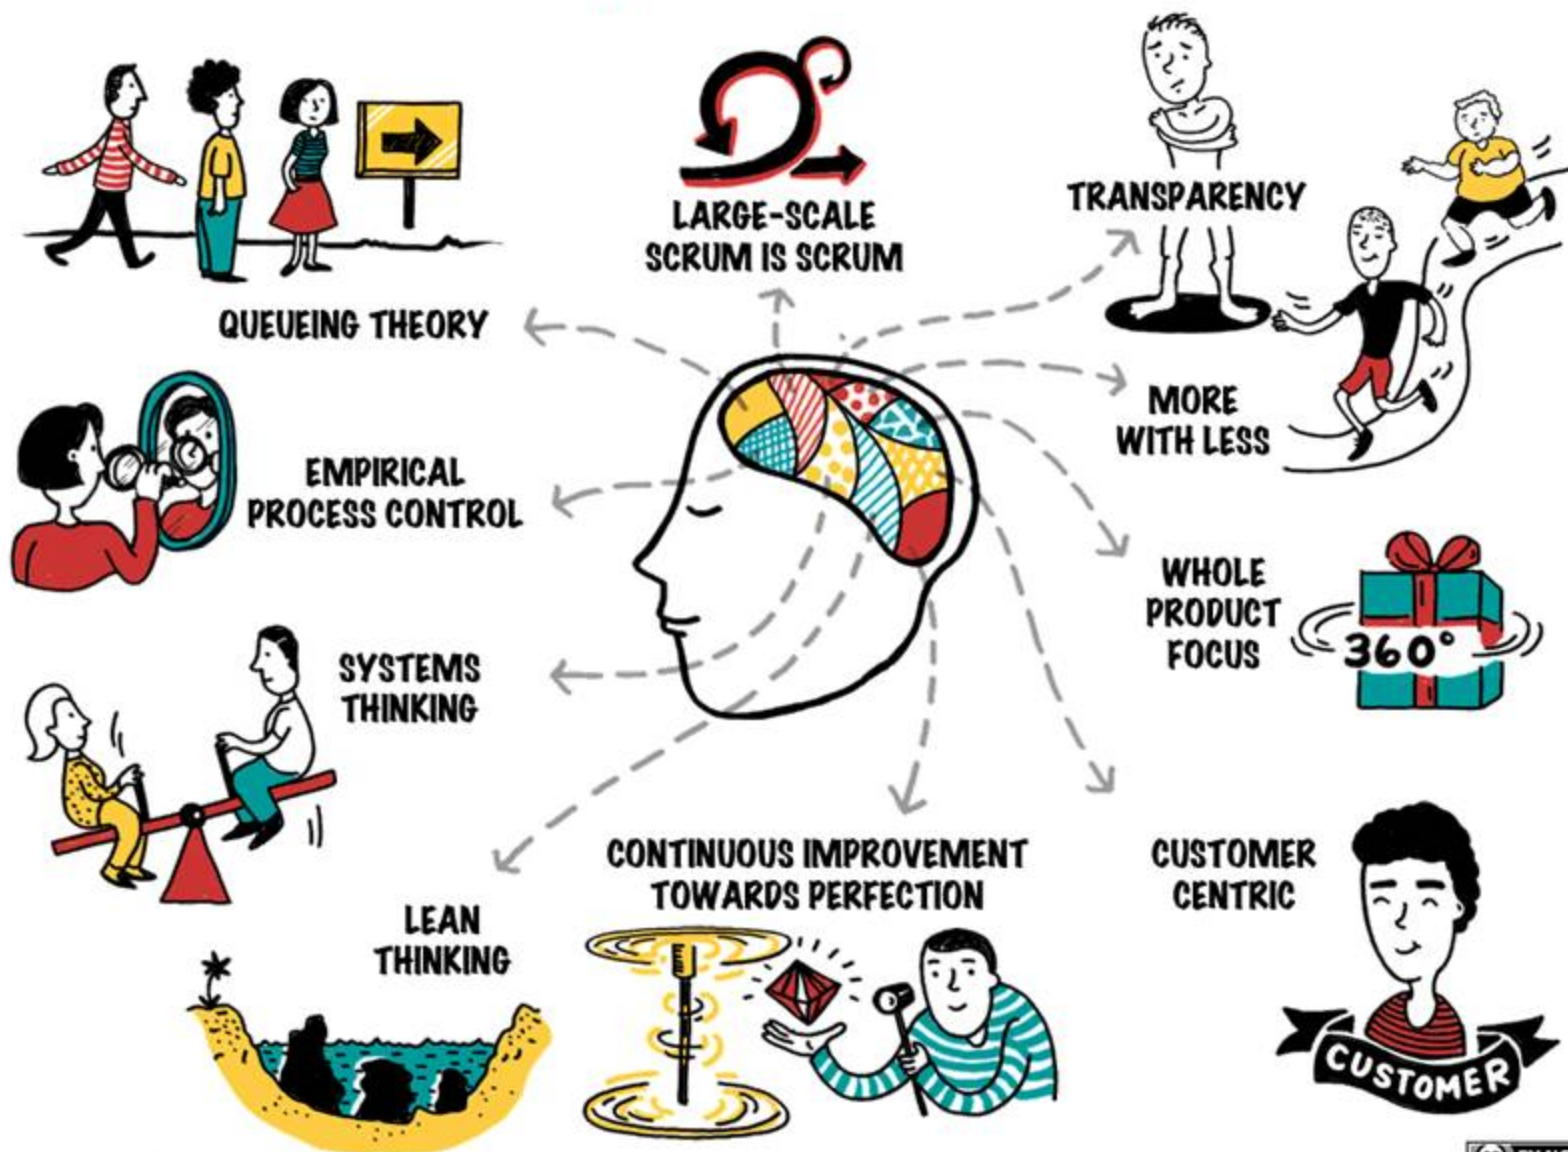 LARGE-SCALE
SCRUM IS SCRUM
TRANSPARENCY
MORE
WITH LESS
WHOLE
PRODUCT
FOCUS
360°
CUSTOMER
CENTRIC
CUSTOMER
CONTINUOUS IMPROVEMENT
TOWARDS PERFECTION
LEAN
THINKING
SYSTEMS
THINKING
EMPIRICAL
PROCESS CONTROL
QUEUEING THEORY